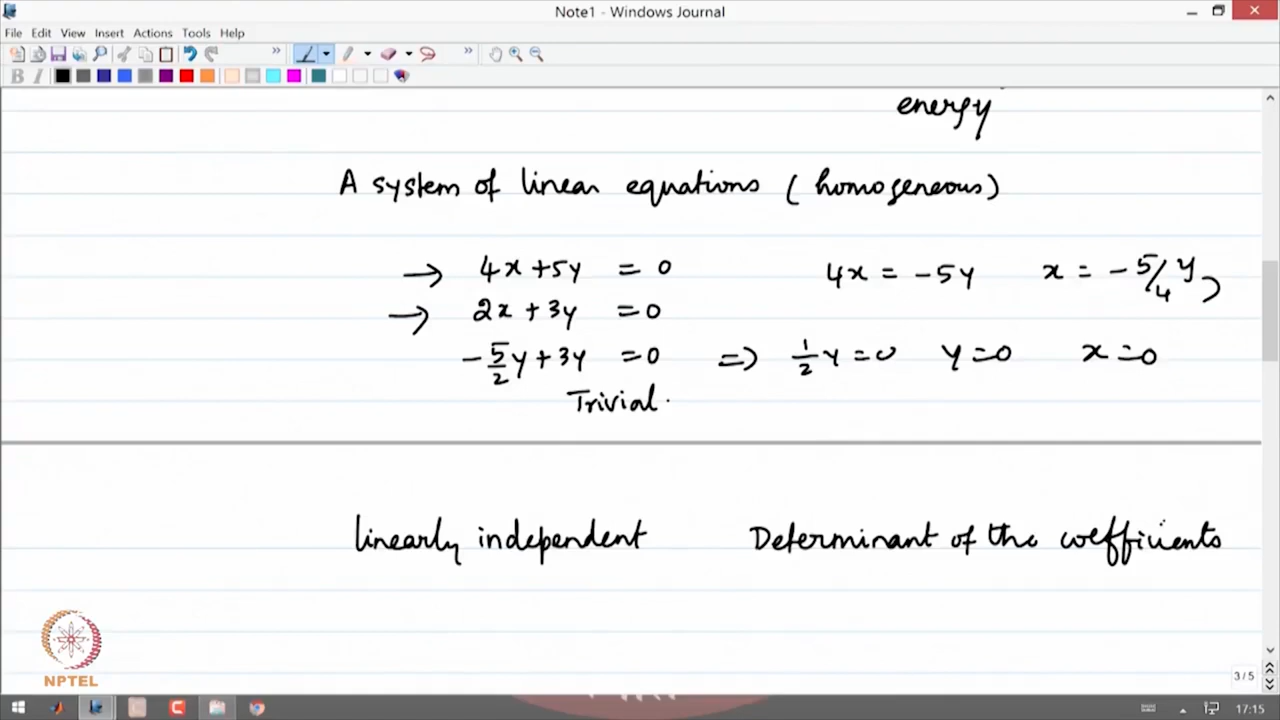 Note1 - Windows Journal
File Edit View Insert Actions Tools Help
energy
A system of linear equations (homogeneous)
→ 4x + 5y = 0 4x = -5y x = -5/4 y
→ 2x + 3y = 0
-5/2 y + 3y = 0 => 1/2 y = 0 y = 0 x = 0
Trivial.
linearly independent Determinant of the coefficients
NPTEL
3 / 5
17:15